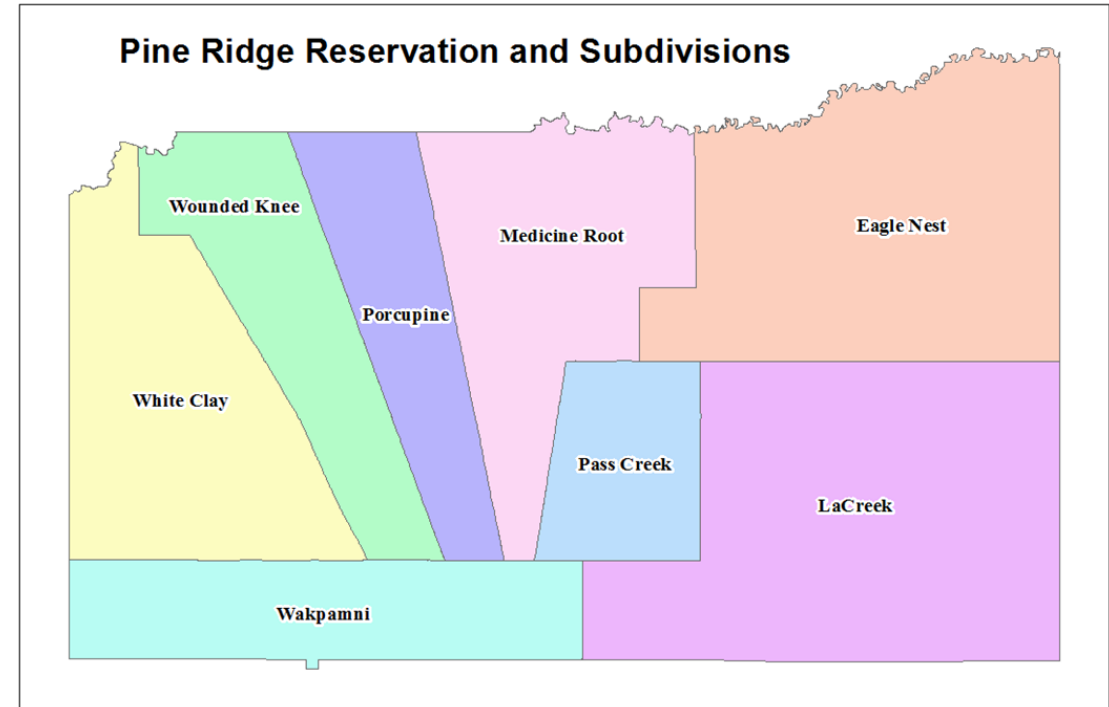 Pine Ridge Reservation and Subdivisions
Wounded Knee
Eagle Nest
Medicine Root
Porcupine
White Clay
Pass Creek
LaCreek
Wakpamni